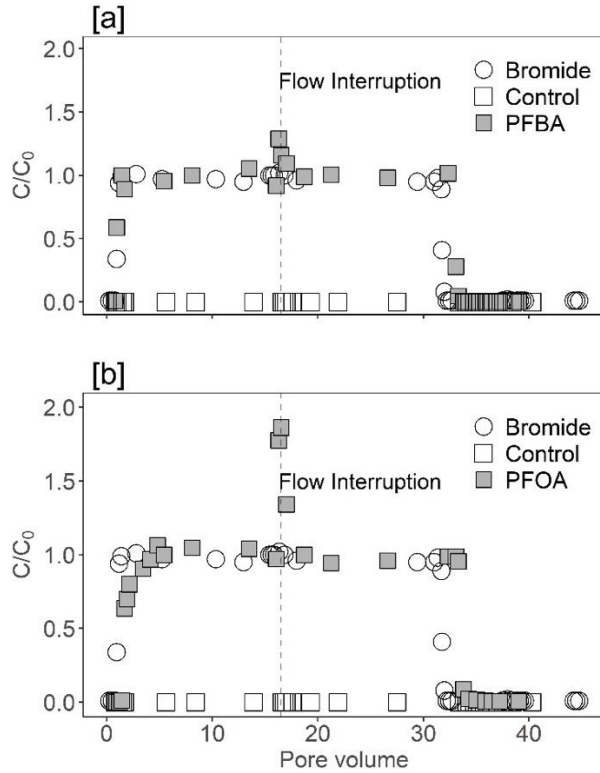 [a]
2.0
Flow Interruption
Bromide
Control
PFBA
1.5
1.0
0.5
0.0
C/C₀
[b]
2.0
Bromide
Control
PFOA
Flow Interruption
1.5
1.0
0.5
0.0
C/C₀
0 10 20 30 40
Pore volume